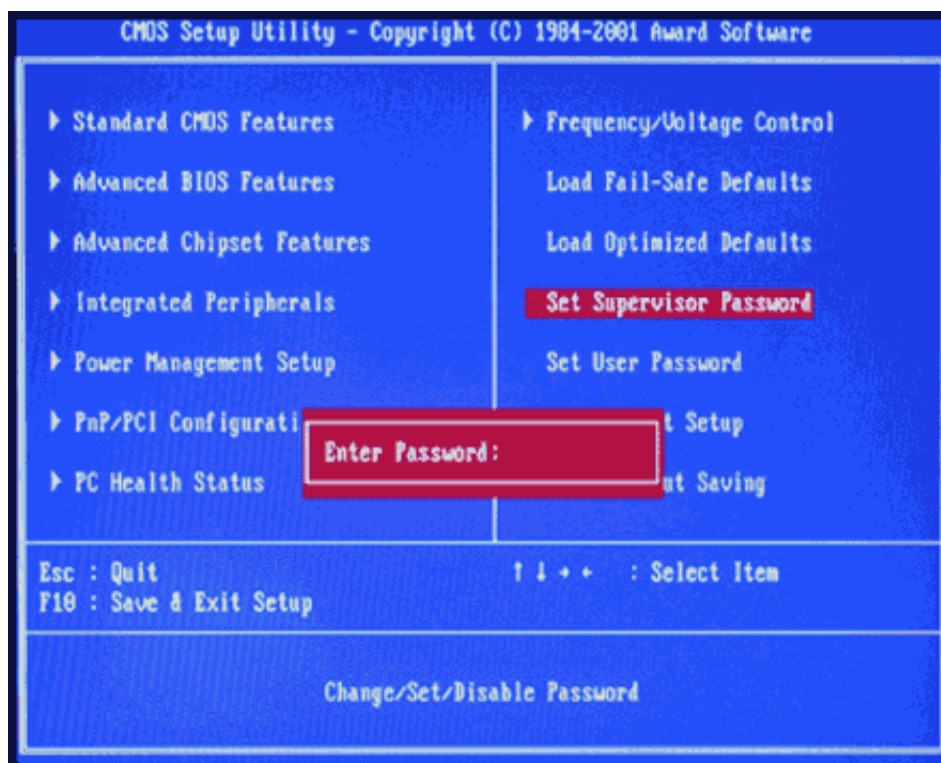 CMOS Setup Utility - Copyright (C) 1984-2001 Award Software
Standard CMOS Features
Advanced BIOS Features
Advanced Chipset Features
Integrated Peripherals
Power Management Setup
PnP/PCI Configurati
PC Health Status
Frequency/Voltage Control
Load Fail-Safe Defaults
Load Optimized Defaults
Set Supervisor Password
Set User Password
t Setup
ut Saving
Enter Password:
Esc : Quit
F10 : Save & Exit Setup
↑ ↓ → ← : Select Item
Change/Set/Disable Password